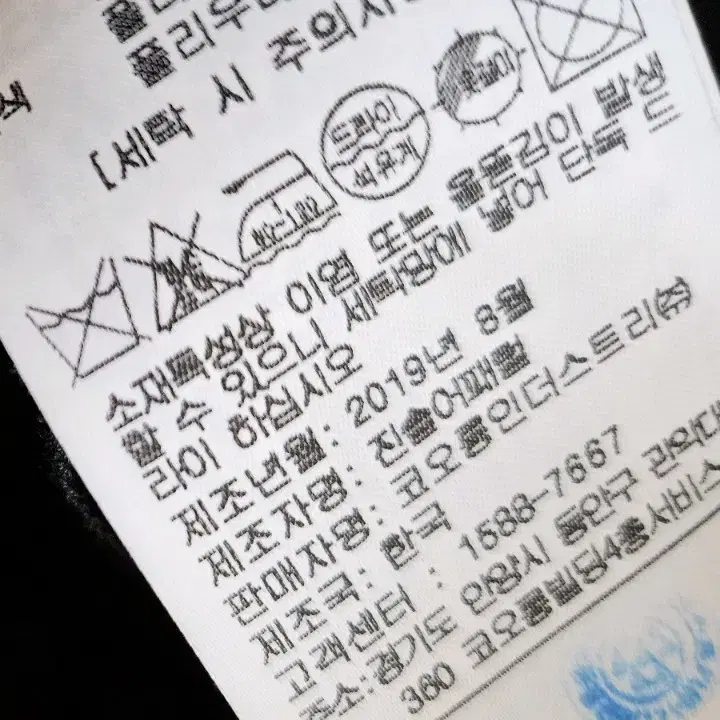 폴리우
[세탁 시 주의사
드라이
석유계
옷걸이
소재특성상 이염 또는 올뜯김이 발생
할 수 있으니 세탁망에 넣어 단독 드
라이 하십시오
제조년월: 2019년 8월
제조자명: 진솔어패럴
판매자명: 코오롱인더스트리㈜
제조국: 한국
고객센터 : 1588-7667
주소:경기도 안양시 동안구 관악대
360 코오롱빌딩4층서비스